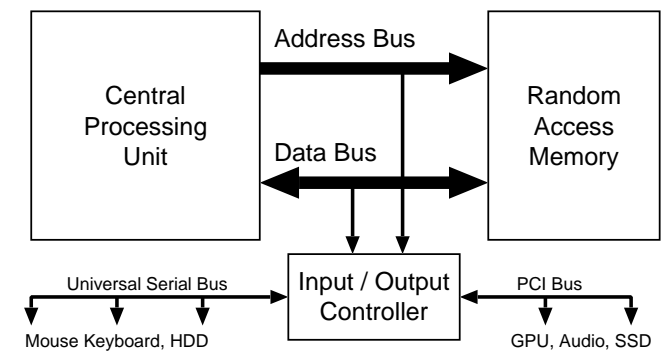 Address Bus
Central
Processing
Unit
Random
Access
Memory
Data Bus
Universal Serial Bus
Input / Output
Controller
PCI Bus
Mouse Keyboard, HDD
GPU, Audio, SSD